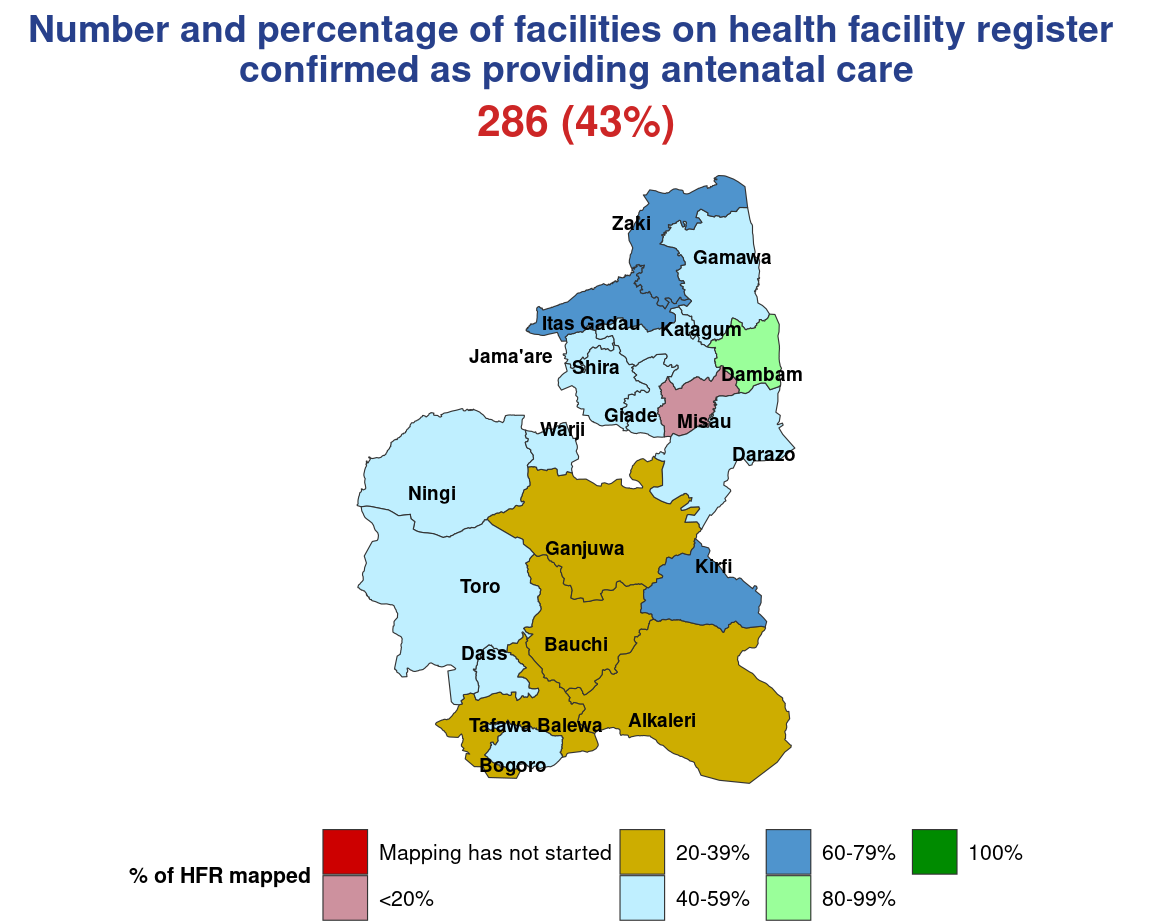 Number and percentage of facilities on health facility register
confirmed as providing antenatal care
286 (43%)
Zaki
Gamawa
Itas Gadau
Katagum
Jama'are
Shira
Dambam
Giade
Misau
Warji
Darazo
Ningi
Ganjuwa
Kirfi
Toro
Bauchi
Dass
Alkaleri
Tafawa Balewa
Bogoro
% of HFR mapped
Mapping has not started
<20%
20-39%
40-59%
60-79%
80-99%
100%